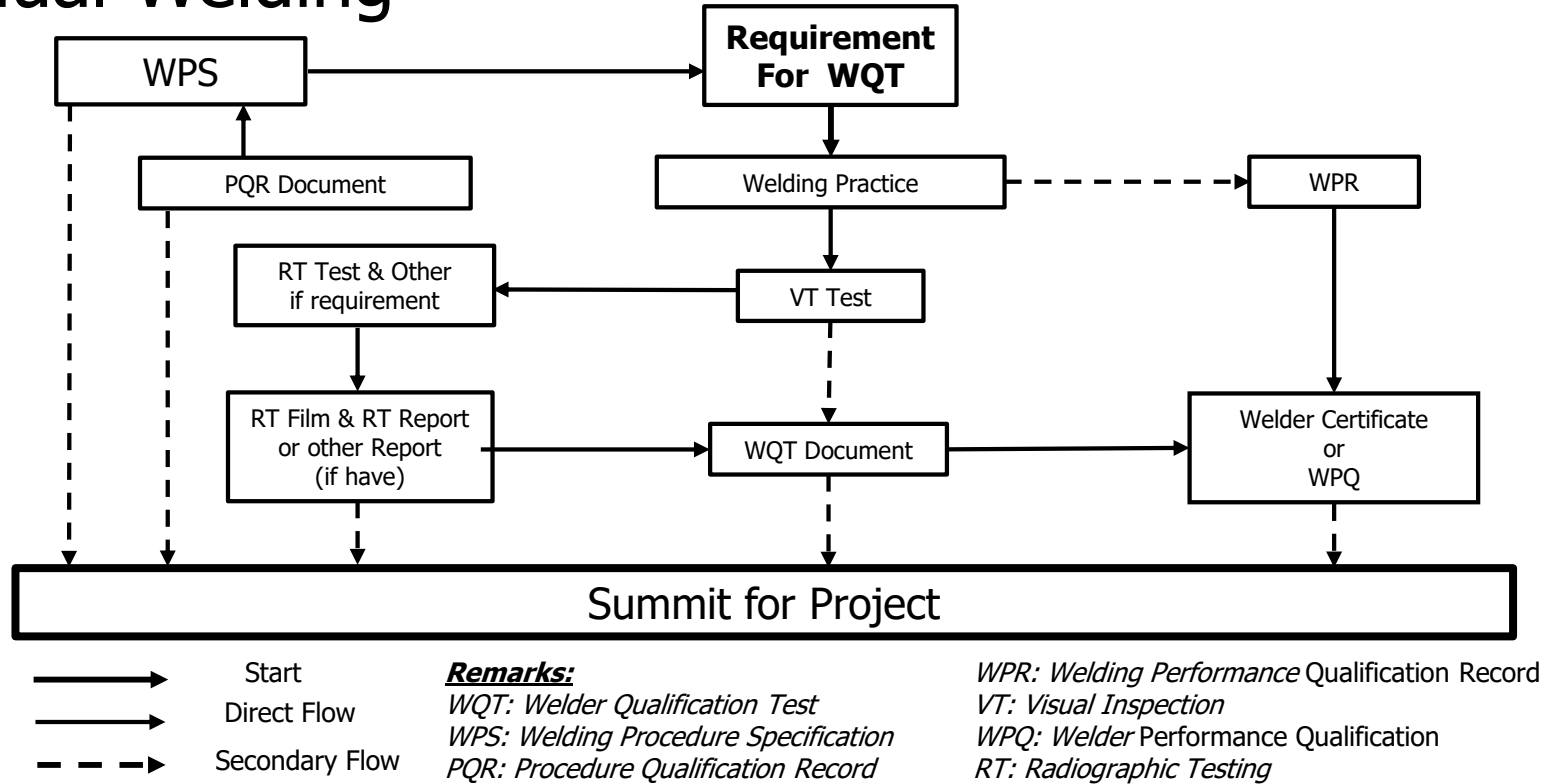 Welding
WPS
Requirement
For WQT
PQR Document
Welding Practice
WPR
RT Test & Other
if requirement
VT Test
RT Film & RT Report
or other Report
(if have)
WQT Document
Welder Certificate
or
WPQ
Summit for Project
Start
Direct Flow
Secondary Flow
Remarks:
WQT: Welder Qualification Test
WPS: Welding Procedure Specification
PQR: Procedure Qualification Record
WPR: Welding Performance Qualification Record
VT: Visual Inspection
WPQ: Welder Performance Qualification
RT: Radiographic Testing